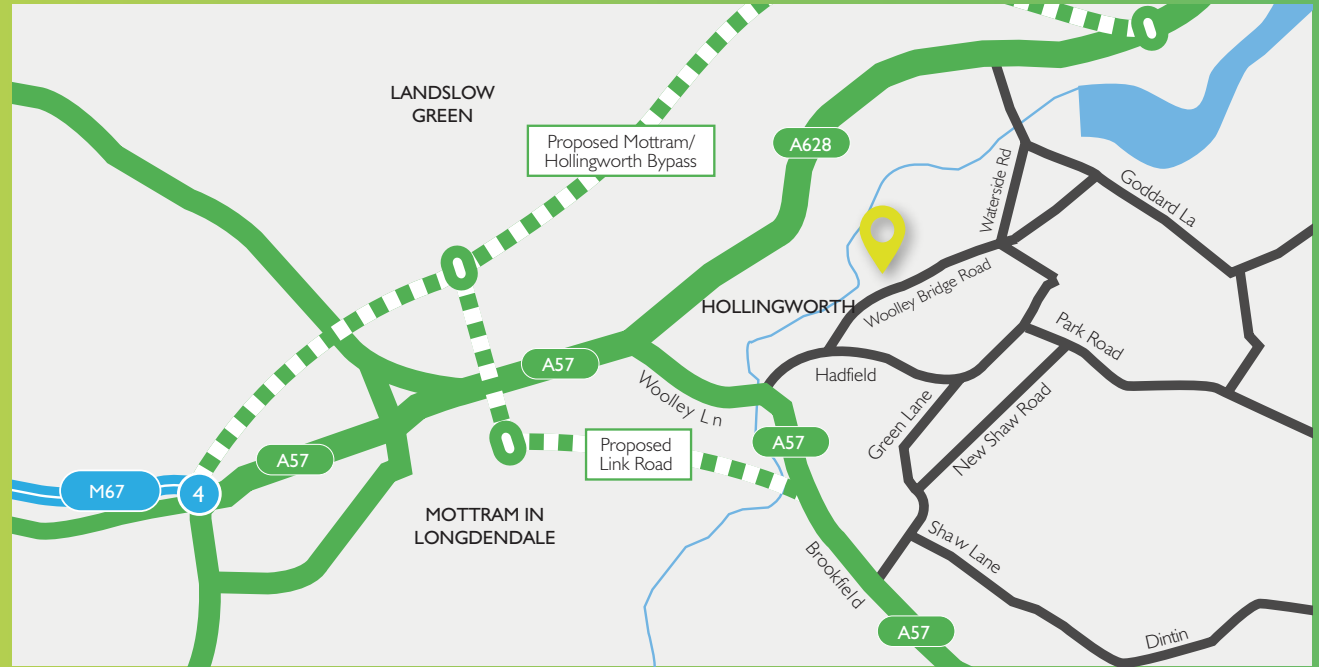 LANDSLOW
GREEN
Proposed Mottram/
Hollingworth Bypass
A628
Waterside Rd
Goddard La
HOLLINGWORTH
Woolley Bridge Road
Park Road
A57
Woolley Ln
Hadfield
Green Lane
New Shaw Road
A57
Proposed
Link Road
A57
M67
4
MOTTRAM IN
LONGDENDALE
Shaw Lane
Brookfield
A57
Dintin